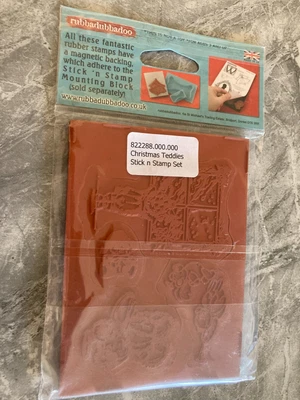 rubbadubbadoo
All these fantastic
rubber stamps have
a magnetic backing,
which adhere to the
Stick 'n Stamp
Mounting Block
(sold separately!)
www.rubbadubbadoo.co.uk
822288.000.000
Christmas Teddies
Stick n Stamp Set